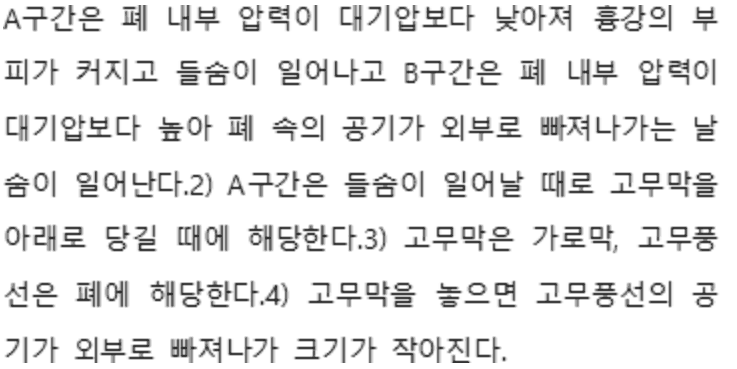 A구간은 폐 내부 압력이 대기압보다 낮아져 흉강의 부
피가 커지고 들숨이 일어나고 B구간은 폐 내부 압력이
대기압보다 높아 폐 속의 공기가 외부로 빠져나가는 날
숨이 일어난다.2) A구간은 들숨이 일어날 때로 고무막을
아래로 당길 때에 해당한다.3) 고무막은 가로막, 고무풍
선은 폐에 해당한다.4) 고무막을 놓으면 고무풍선의 공
기가 외부로 빠져나가 크기가 작아진다.